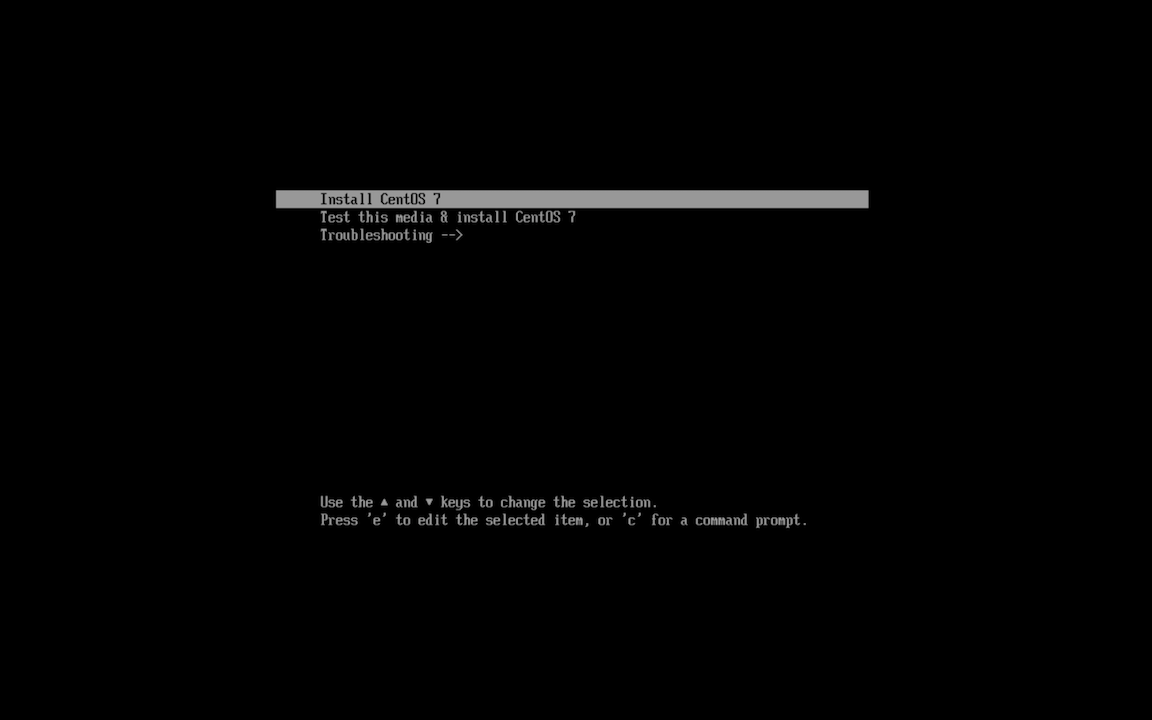 Install CentOS 7
Test this media & install CentOS 7
Troubleshooting -->
Use the ▲ and ▼ keys to change the selection.
Press 'e' to edit the selected item, or 'c' for a command prompt.